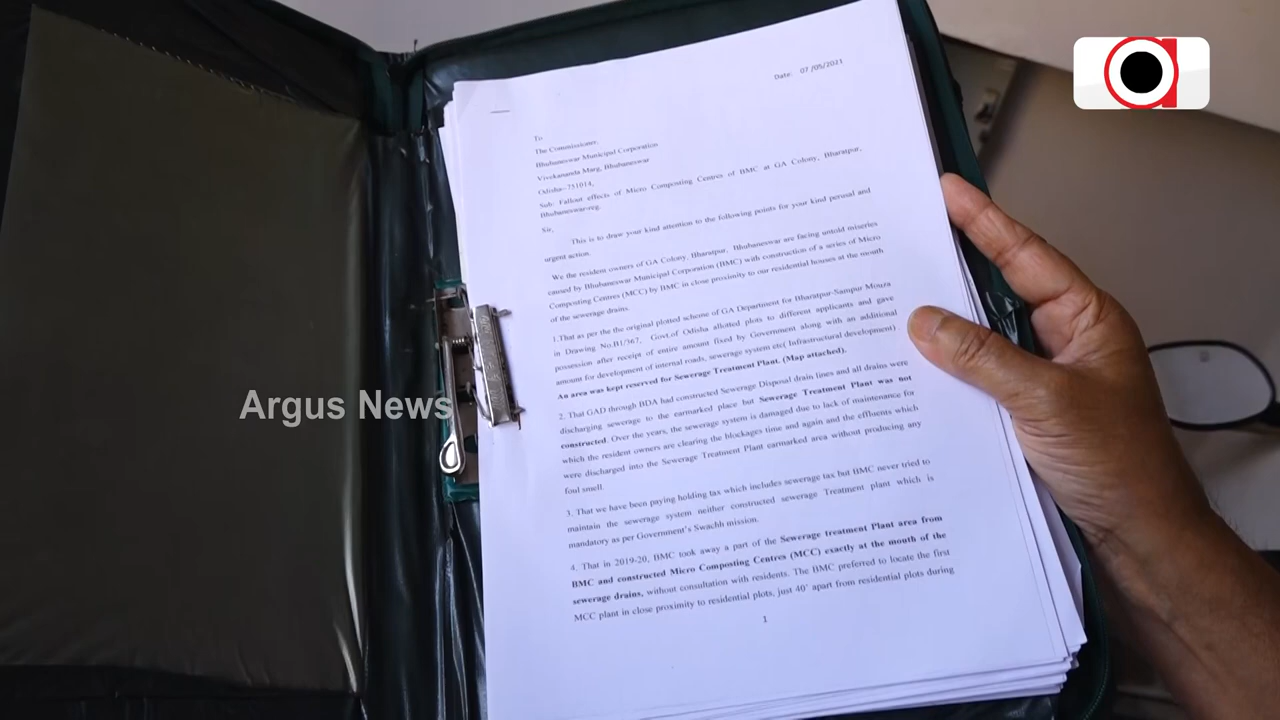 Date: 07 /05/2021
To
The Commissioner,
Bhubaneswar Municipal Corporation
Vivekananda Marg, Bhubaneswar
Odisha- 751014,
Sub: Fallout effects of Micro Composting Centres of BMC at GA Colony, Bharatpur,
Bhubaneswar-reg.
Sir,
This is to draw your kind attention to the following points for your kind perusal and
urgent action.
We the resident owners of GA Colony, Bharatpur, Bhubaneswar are facing untold miseries
caused by Bhubaneswar Municipal Corporation (BMC) with construction of a series of Micro
Composting Centres (MCC) by BMC in close proximity to our residential houses at the mouth
of the sewerage drains.
1.That as per the the original plotted scheme of GA Department for Bharatpur-Sampur Mouza
in Drawing No.B1/367, Govt.of Odisha allotted plots to different applicants and gave
possession after receipt of entire amount fixed by Government along with an additional
amount for development of internal roads, sewerage system etc( Infrastructural development)
An area was kept reserved for Sewerage Treatment Plant. (Map attached).
2. That GAD through BDA had constructed Sewerage Disposal drain lines and all drains were
discharging sewerage to the earmarked place but Sewerage Treatment Plant was not
constructed. Over the years, the sewerage system is damaged due to lack of maintenance for
which the resident owners are clearing the blockages time and again and the effluents which
were discharged into the Sewerage Treatment Plant earmarked area without producing any
foul smell.
3. That we have been paying holding tax which includes sewerage tax but BMC never tried to
maintain the sewerage system neither constructed sewerage Treatment plant which is
mandatory as per Government's Swachh mission.
4. That in 2019-20, BMC took away a part of the Sewerage treatment Plant area from
BMC and constructed Micro Composting Centres (MCC) exactly at the mouth of the
sewerage drains, without consultation with residents. The BMC preferred to locate the first
MCC plant in close proximity to residential plots, just 40' apart from residential plots during
1
Argus News